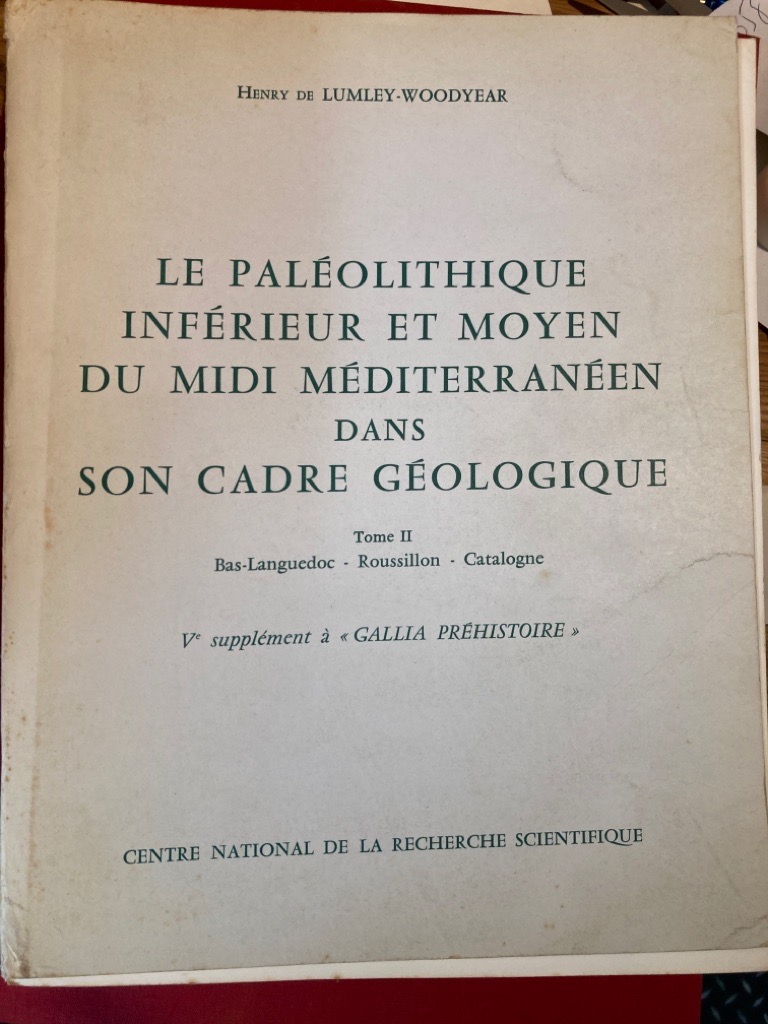 Henry de LUMLEY-WOODYEAR
LE PALÉOLITHIQUE
INFÉRIEUR ET MOYEN
DU MIDI MÉDITERRANÉEN
DANS
SON CADRE GÉOLOGIQUE
Tome II
Bas-Languedoc - Roussillon - Catalogne
Ve supplément à « GALLIA PRÉHISTOIRE »
CENTRE NATIONAL DE LA RECHERCHE SCIENTIFIQUE